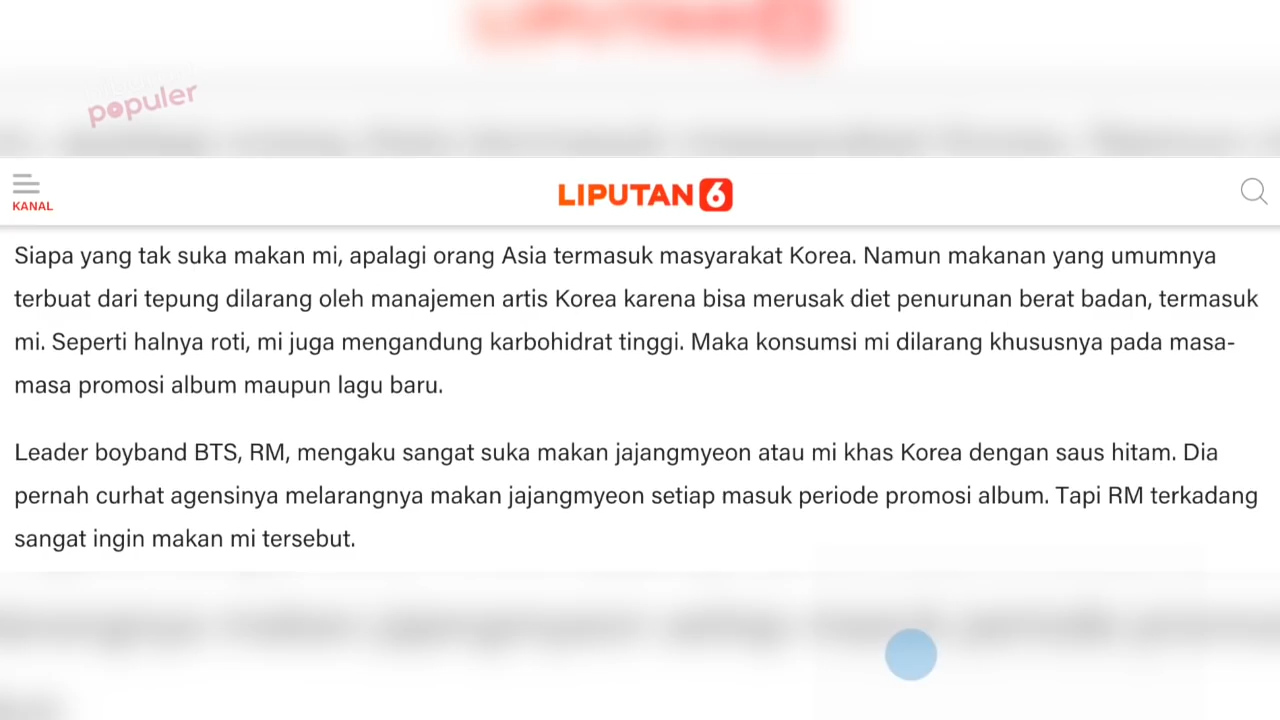 populer
KANAL
LIPUTAN 6
Siapa yang tak suka makan mi, apalagi orang Asia termasuk masyarakat Korea. Namun makanan yang umumnya
terbuat dari tepung dilarang oleh manajemen artis Korea karena bisa merusak diet penurunan berat badan, termasuk
mi. Seperti halnya roti, mi juga mengandung karbohidrat tinggi. Maka konsumsi mi dilarang khususnya pada masa-
masa promosi album maupun lagu baru.
Leader boyband BTS, RM, mengaku sangat suka makan jajangmyeon atau mi khas Korea dengan saus hitam. Dia
pernah curhat agensinya melarangnya makan jajangmyeon setiap masuk periode promosi album. Tapi RM terkadang
sangat ingin makan mi tersebut.